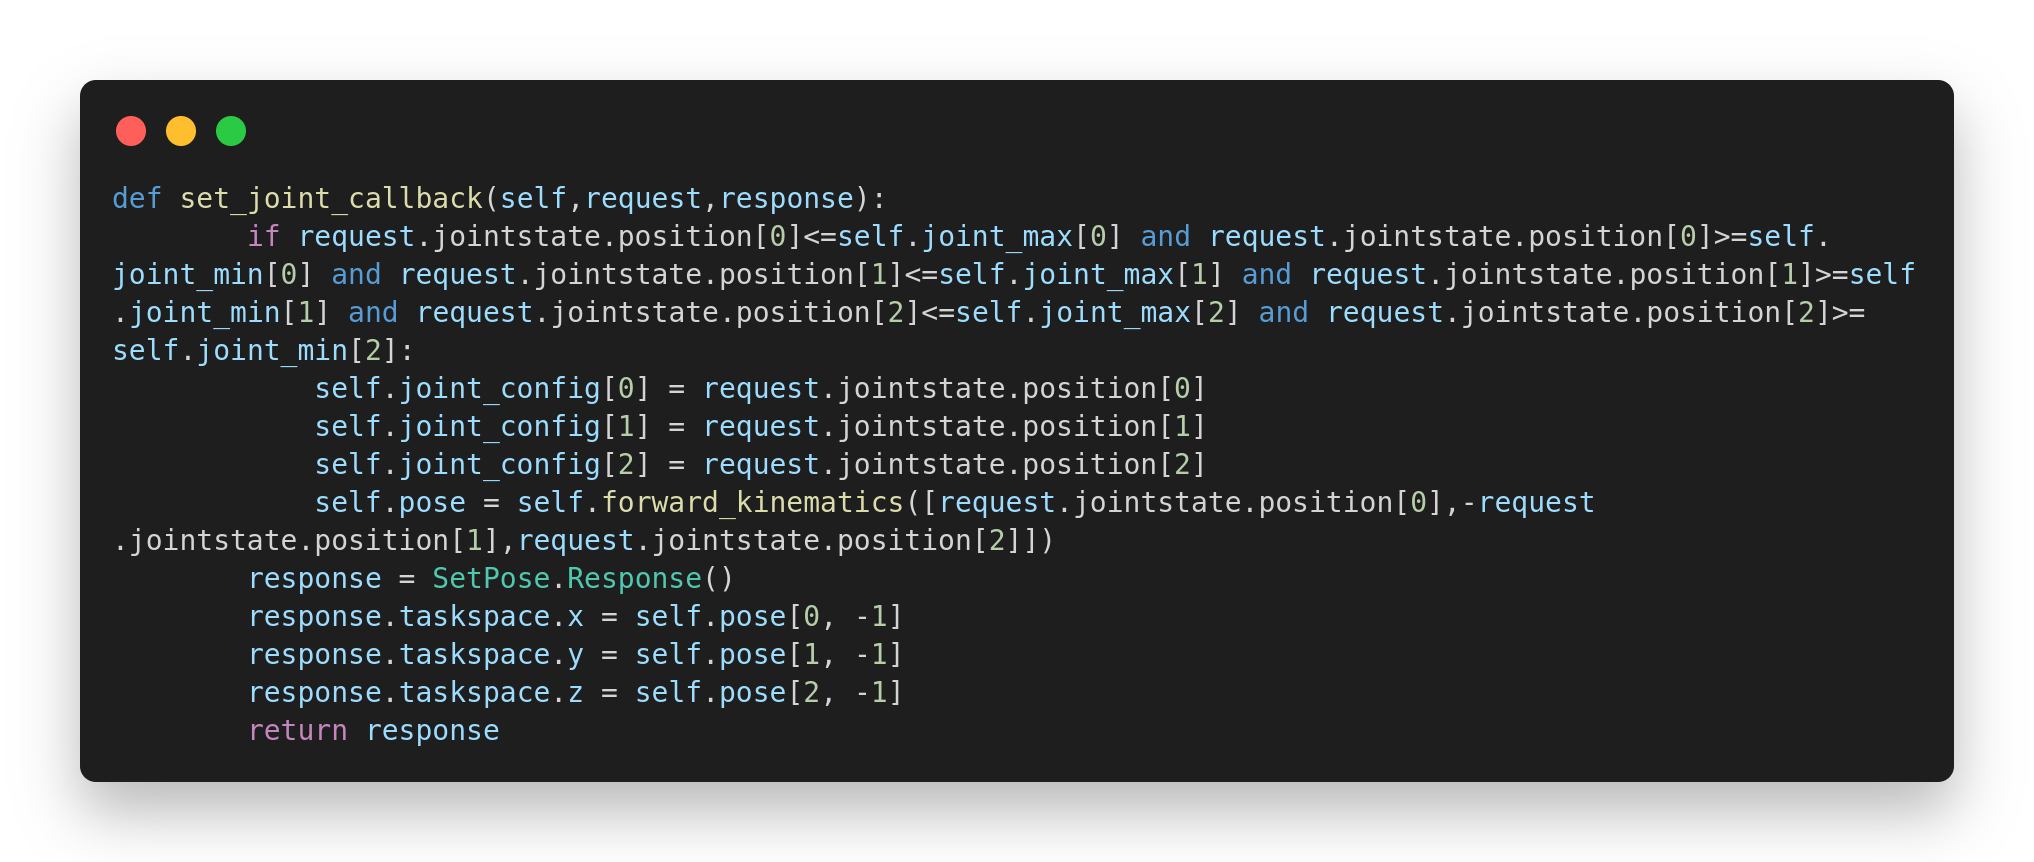 def set_joint_callback(self,request,response):
        if request.jointstate.position[0]<=self.joint_max[0] and request.jointstate.position[0]>=self.
joint_min[0] and request.jointstate.position[1]<=self.joint_max[1] and request.jointstate.position[1]>=self
.joint_min[1] and request.jointstate.position[2]<=self.joint_max[2] and request.jointstate.position[2]>=
self.joint_min[2]:
            self.joint_config[0] = request.jointstate.position[0]
            self.joint_config[1] = request.jointstate.position[1]
            self.joint_config[2] = request.jointstate.position[2]
            self.pose = self.forward_kinematics([request.jointstate.position[0],-request
.jointstate.position[1],request.jointstate.position[2]])
        response = SetPose.Response()
        response.taskspace.x = self.pose[0, -1]
        response.taskspace.y = self.pose[1, -1]
        response.taskspace.z = self.pose[2, -1]
        return response